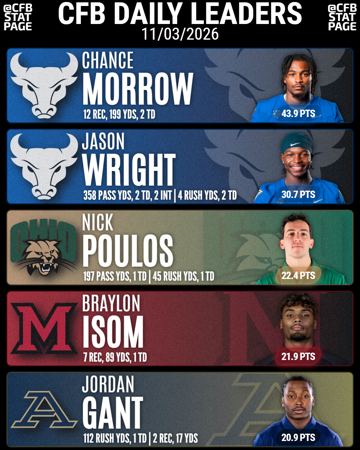 @CFB
STAT
PAGE
CFB DAILY LEADERS
11/03/2026
@CFB
STAT
PAGE
CHANCE
MORROW
12 REC, 199 YDS, 2 TD
43.9 PTS
JASON
WRIGHT
358 PASS YDS, 2 TD, 2 INT | 4 RUSH YDS, 2 TD
30.7 PTS
OHIO
NICK
POULOS
197 PASS YDS, 1 TD | 45 RUSH YDS, 1 TD
22.4 PTS
M
BRAYLON
ISOM
7 REC, 89 YDS, 1 TD
21.9 PTS
A
JORDAN
GANT
112 RUSH YDS, 1 TD | 2 REC, 17 YDS
20.9 PTS